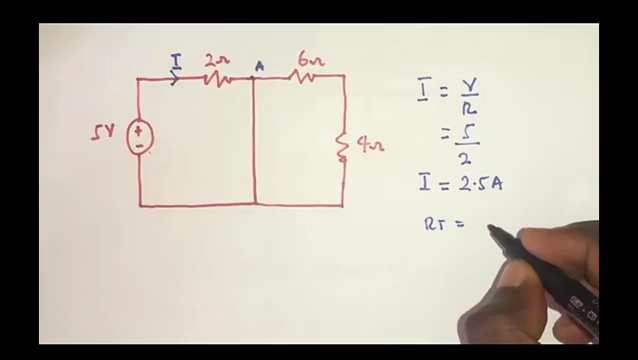 I 2Ω A 6Ω
5V + −
4Ω
I = V/R
= 5/2
I = 2.5A
RT =